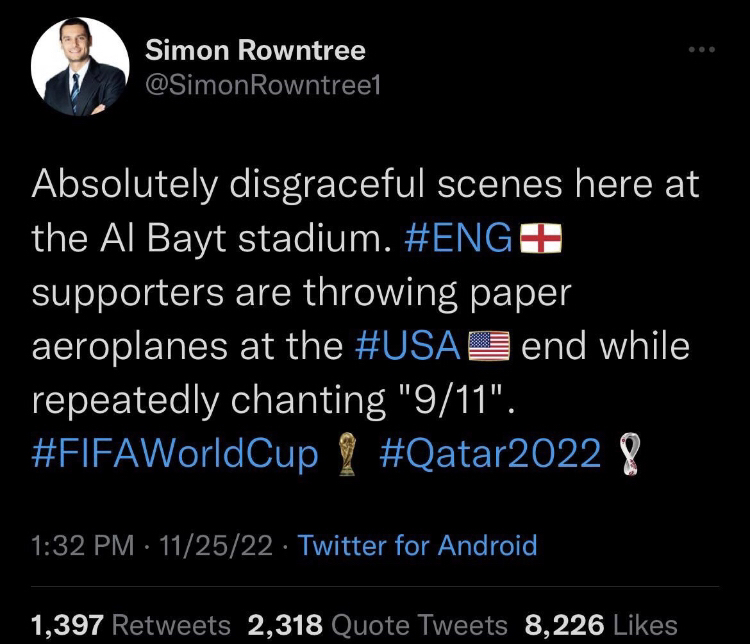 Simon Rowntree
@SimonRowntree1
Absolutely disgraceful scenes here at
the Al Bayt stadium. #ENG🏴󠁧󠁢󠁥󠁮󠁧󠁿
supporters are throwing paper
aeroplanes at the #USA🇺🇸 end while
repeatedly chanting "9/11".
#FIFAWorldCup #Qatar2022
1:32 PM · 11/25/22 · Twitter for Android
1,397 Retweets 2,318 Quote Tweets 8,226 Likes